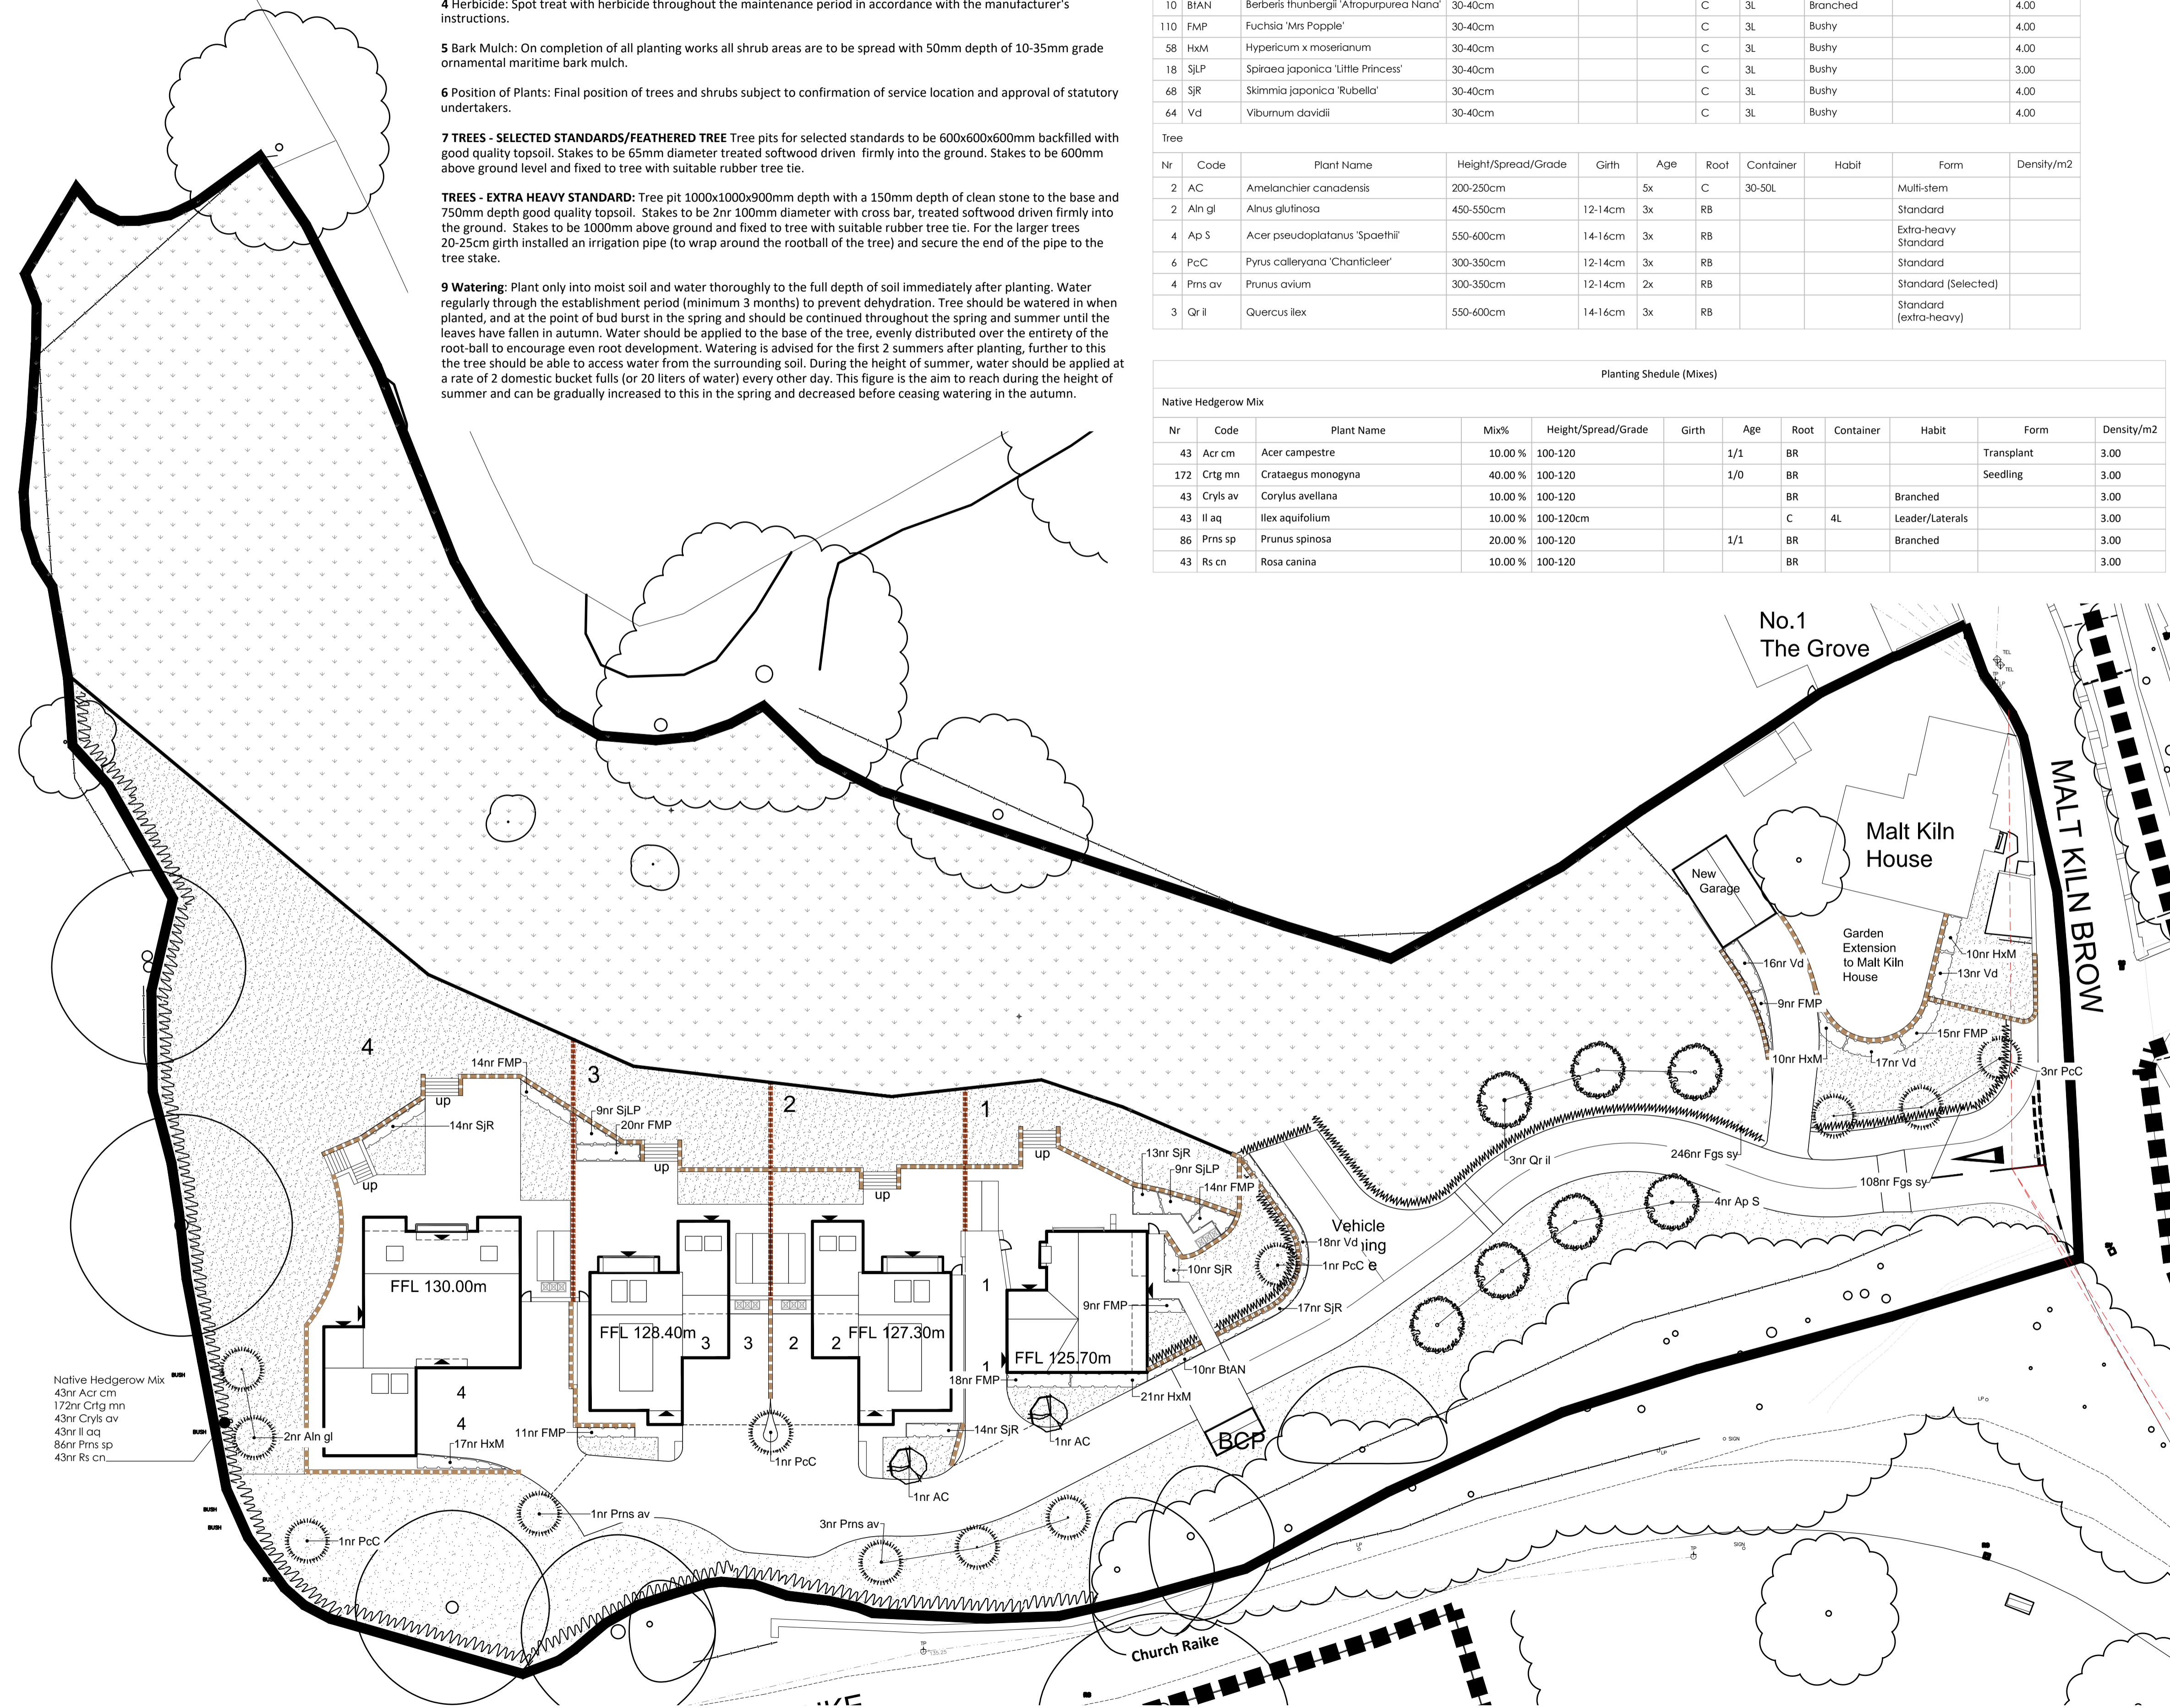 4 Herbicide: Spot treat with herbicide throughout the maintenance period in accordance with the manufacturer's
instructions.
5 Bark Mulch: On completion of all planting works all shrub areas are to be spread with 50mm depth of 10-35mm grade
ornamental maritime bark mulch.
6 Position of Plants: Final position of trees and shrubs subject to confirmation of service location and approval of statutory
undertakers.
7 TREES - SELECTED STANDARDS/FEATHERED TREE Tree pits for selected standards to be 600x600x600mm backfilled with
good quality topsoil. Stakes to be 65mm diameter treated softwood driven firmly into the ground. Stakes to be 600mm
above ground level and fixed to tree with suitable rubber tree tie.
TREES - EXTRA HEAVY STANDARD: Tree pit 1000x1000x900mm depth with a 150mm depth of clean stone to the base and
750mm depth good quality topsoil. Stakes to be 2nr 100mm diameter with cross bar, treated softwood driven firmly into
the ground. Stakes to be 1000mm above ground and fixed to tree with suitable rubber tree tie. For the larger trees
20-25cm girth installed an irrigation pipe (to wrap around the rootball of the tree) and secure the end of the pipe to the
tree stake.
9 Watering: Plant only into moist soil and water thoroughly to the full depth of soil immediately after planting. Water
regularly through the establishment period (minimum 3 months) to prevent dehydration. Tree should be watered in when
planted, and at the point of bud burst in the spring and should be continued throughout the spring and summer until the
leaves have fallen in autumn. Water should be applied to the base of the tree, evenly distributed over the entirety of the
root-ball to encourage even root development. Watering is advised for the first 2 summers after planting, further to this
the tree should be able to access water from the surrounding soil. During the height of summer, water should be applied at
a rate of 2 domestic bucket fulls (or 20 liters of water) every other day. This figure is the aim to reach during the height of
summer and can be gradually increased to this in the spring and decreased before ceasing watering in the autumn.
10 BtAN Berberis thunbergii 'Atropurpurea Nana' 30-40cm C 3L Branched 4.00
110 FMP Fuchsia 'Mrs Popple' 30-40cm C 3L Bushy 4.00
58 HxM Hypericum x moserianum 30-40cm C 3L Bushy 4.00
18 SjLP Spiraea japonica 'Little Princess' 30-40cm C 3L Bushy 3.00
68 SjR Skimmia japonica 'Rubella' 30-40cm C 3L Bushy 4.00
64 Vd Viburnum davidii 30-40cm C 3L Bushy 4.00
Tree
Nr Code Plant Name Height/Spread/Grade Girth Age Root Container Habit Form Density/m2
2 AC Amelanchier canadensis 200-250cm 5x C 30-50L Multi-stem
2 Aln gl Alnus glutinosa 450-550cm 12-14cm 3x RB Standard
4 Ap S Acer pseudoplatanus 'Spaethii' 550-600cm 14-16cm 3x RB Extra-heavy
Standard
6 PcC Pyrus calleryana 'Chanticleer' 300-350cm 12-14cm 3x RB Standard
4 Prns av Prunus avium 300-350cm 12-14cm 2x RB Standard (Selected)
3 Qr il Quercus ilex 550-600cm 14-16cm 3x RB Standard
(extra-heavy)
Planting Shedule (Mixes)
Native Hedgerow Mix
Nr Code Plant Name Mix% Height/Spread/Grade Girth Age Root Container Habit Form Density/m2
43 Acr cm Acer campestre 10.00 % 100-120 1/1 BR Transplant 3.00
172 Crtg mn Crataegus monogyna 40.00 % 100-120 1/0 BR Seedling 3.00
43 Cryls av Corylus avellana 10.00 % 100-120 BR Branched 3.00
43 Il aq Ilex aquifolium 10.00 % 100-120cm C 4L Leader/Laterals 3.00
86 Prns sp Prunus spinosa 20.00 % 100-120 1/1 BR Branched 3.00
43 Rs cn Rosa canina 10.00 % 100-120 BR 3.00
No.1
The Grove
TEL
TEL
TP
LP
Malt Kiln
House
MALT KILN BROW
New
Garage
Garden
Extension
to Malt Kiln
House
10nr HxM
16nr Vd
13nr Vd
9nr FMP
15nr FMP
10nr HxM
17nr Vd
3nr PcC
4
3
2
1
14nr FMP
up
14nr SjR
up
9nr SjLP
20nr FMP
up
up
up
13nr SjR
9nr SjLP
14nr FMP
3nr Qr il
246nr Fgs sy
108nr Fgs sy
4nr Ap S
Vehicle
18nr Vd
ing
1nr PcC
e
10nr SjR
17nr SjR
9nr FMP
FFL 130.00m
FFL 128.40m
FFL 127.30m
FFL 125.70m
1
3 3 2 2
1
4
4
10nr BtAN
18nr FMP
21nr HxM
BCP
Native Hedgerow Mix
43nr Acr cm
172nr Crtg mn
43nr Cryls av
43nr Il aq
86nr Prns sp
43nr Rs cn
BUSH
BUSH
BUSH
BUSH
BUSH
2nr Aln gl
17nr HxM
11nr FMP
1nr PcC
14nr SjR
1nr AC
1nr AC
1nr Prns av
3nr Prns av
1nr PcC
LP
SIGN
LP
LP
TP
SIGN
TP
Church Raike